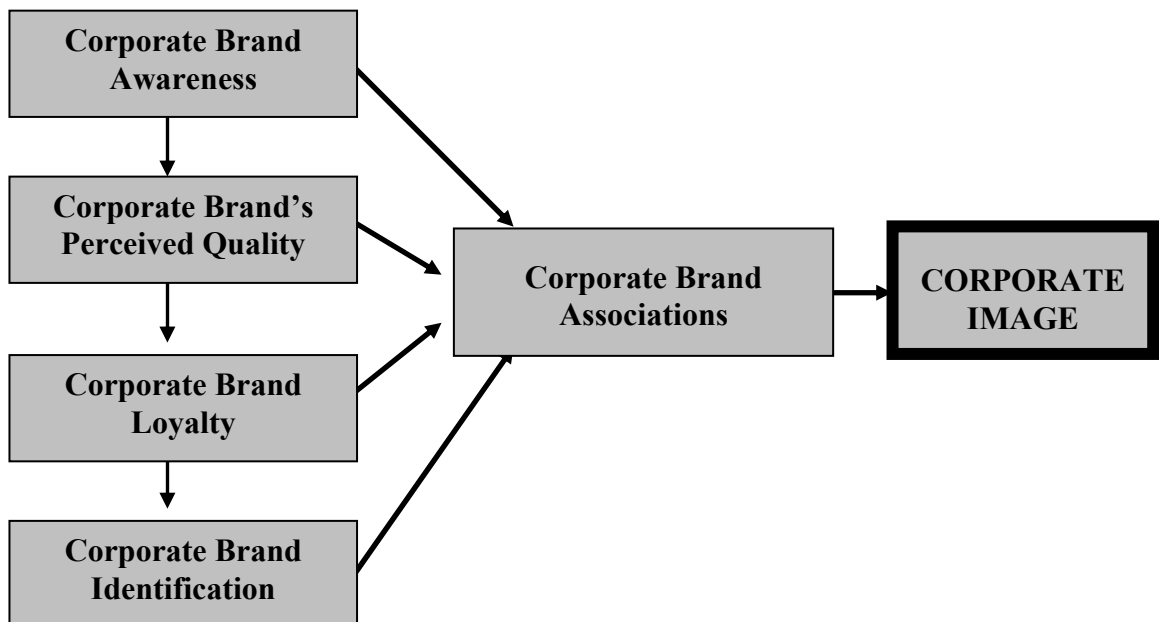 Corporate Brand
Awareness
Corporate Brand’s
Perceived Quality
Corporate Brand
Loyalty
Corporate Brand
Identification
Corporate Brand
Associations
CORPORATE
IMAGE